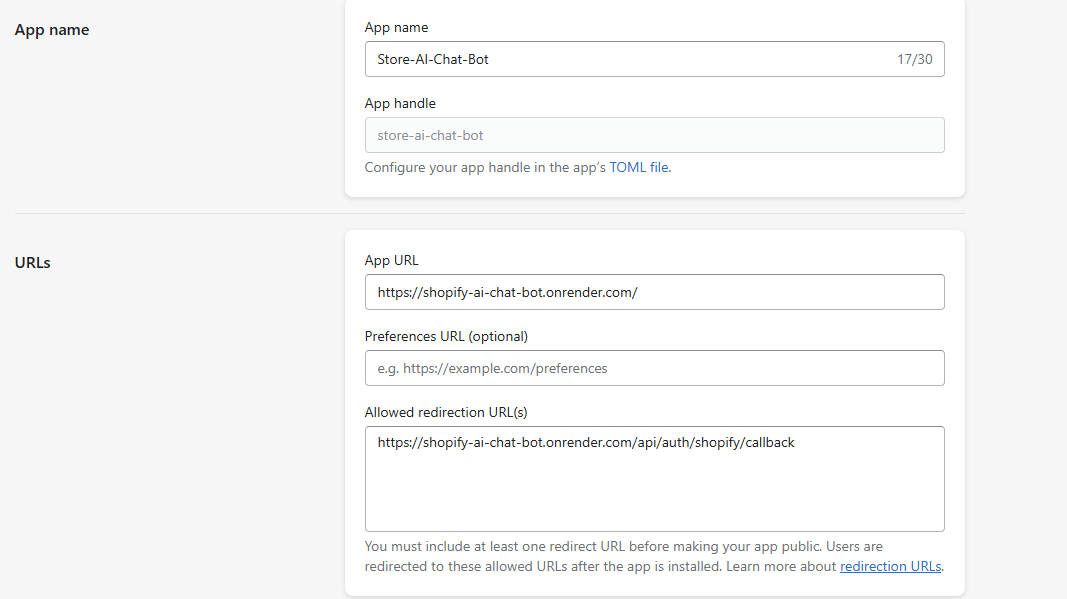 App name
App name
Store-AI-Chat-Bot 17/30
App handle
store-ai-chat-bot
Configure your app handle in the app's TOML file.
URLs
App URL
https://shopify-ai-chat-bot.onrender.com/
Preferences URL (optional)
e.g. https://example.com/preferences
Allowed redirection URL(s)
https://shopify-ai-chat-bot.onrender.com/api/auth/shopify/callback
You must include at least one redirect URL before making your app public. Users are
redirected to these allowed URLs after the app is installed. Learn more about redirection URLs.